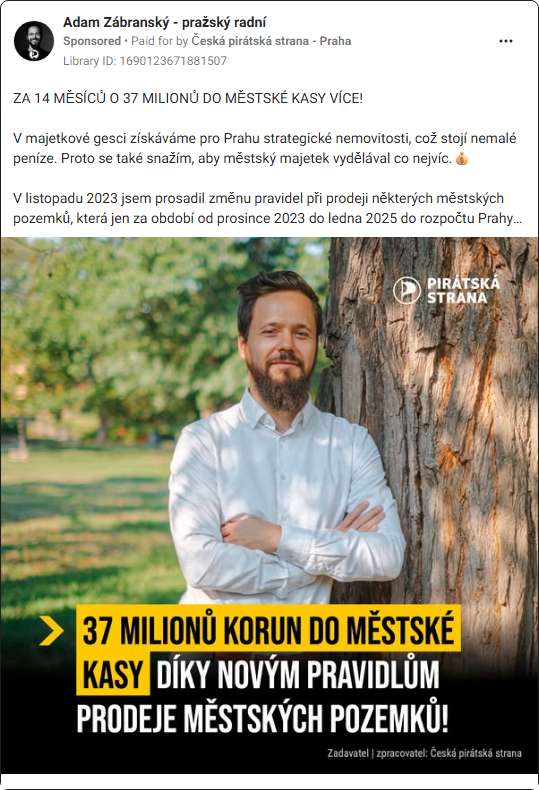 Adam Zábranský - pražský radní
Sponsored • Paid for by Česká pirátská strana - Praha
Library ID: 1690123671881507
ZA 14 MĚSÍCŮ O 37 MILIONŮ DO MĚSTSKÉ KASY VÍCE!
V majetkové gesci získáváme pro Prahu strategické nemovitosti, což stojí nemalé
peníze. Proto se také snažím, aby městský majetek vydělával co nejvíc.💰
V listopadu 2023 jsem prosadil změnu pravidel při prodeji některých městských
pozemků, která jen za období od prosince 2023 do ledna 2025 do rozpočtu Prahy...
PIRÁTSKÁ
STRANA
37 MILIONŮ KORUN DO MĚSTSKÉ
KASY DÍKY NOVÝM PRAVIDLŮM
PRODEJE MĚSTSKÝCH POZEMKŮ!
Zadavatel | zpracovatel: Česká pirátská strana